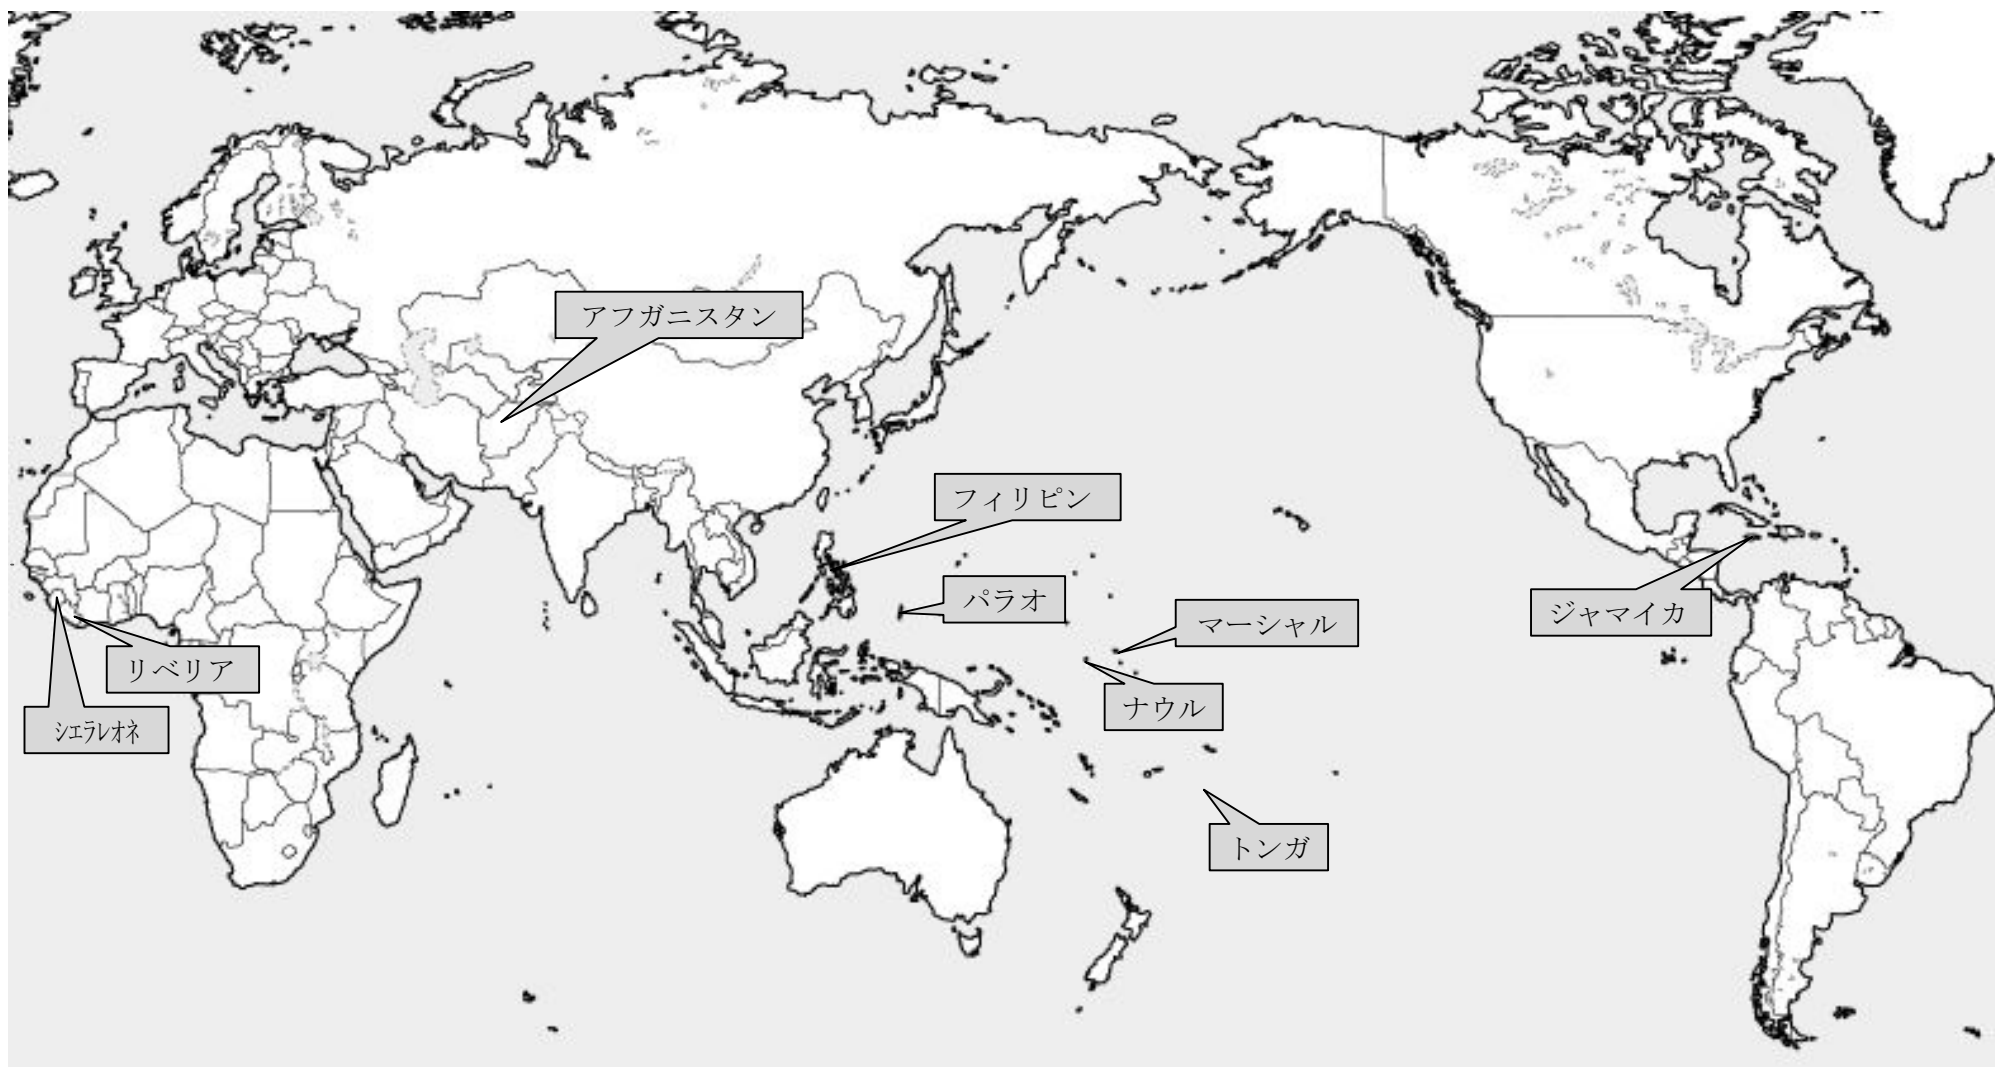 アフガニスタン
フィリピン
パラオ
マーシャル
ジャマイカ
リベリア
ナウル
シエラレオネ
トンガ